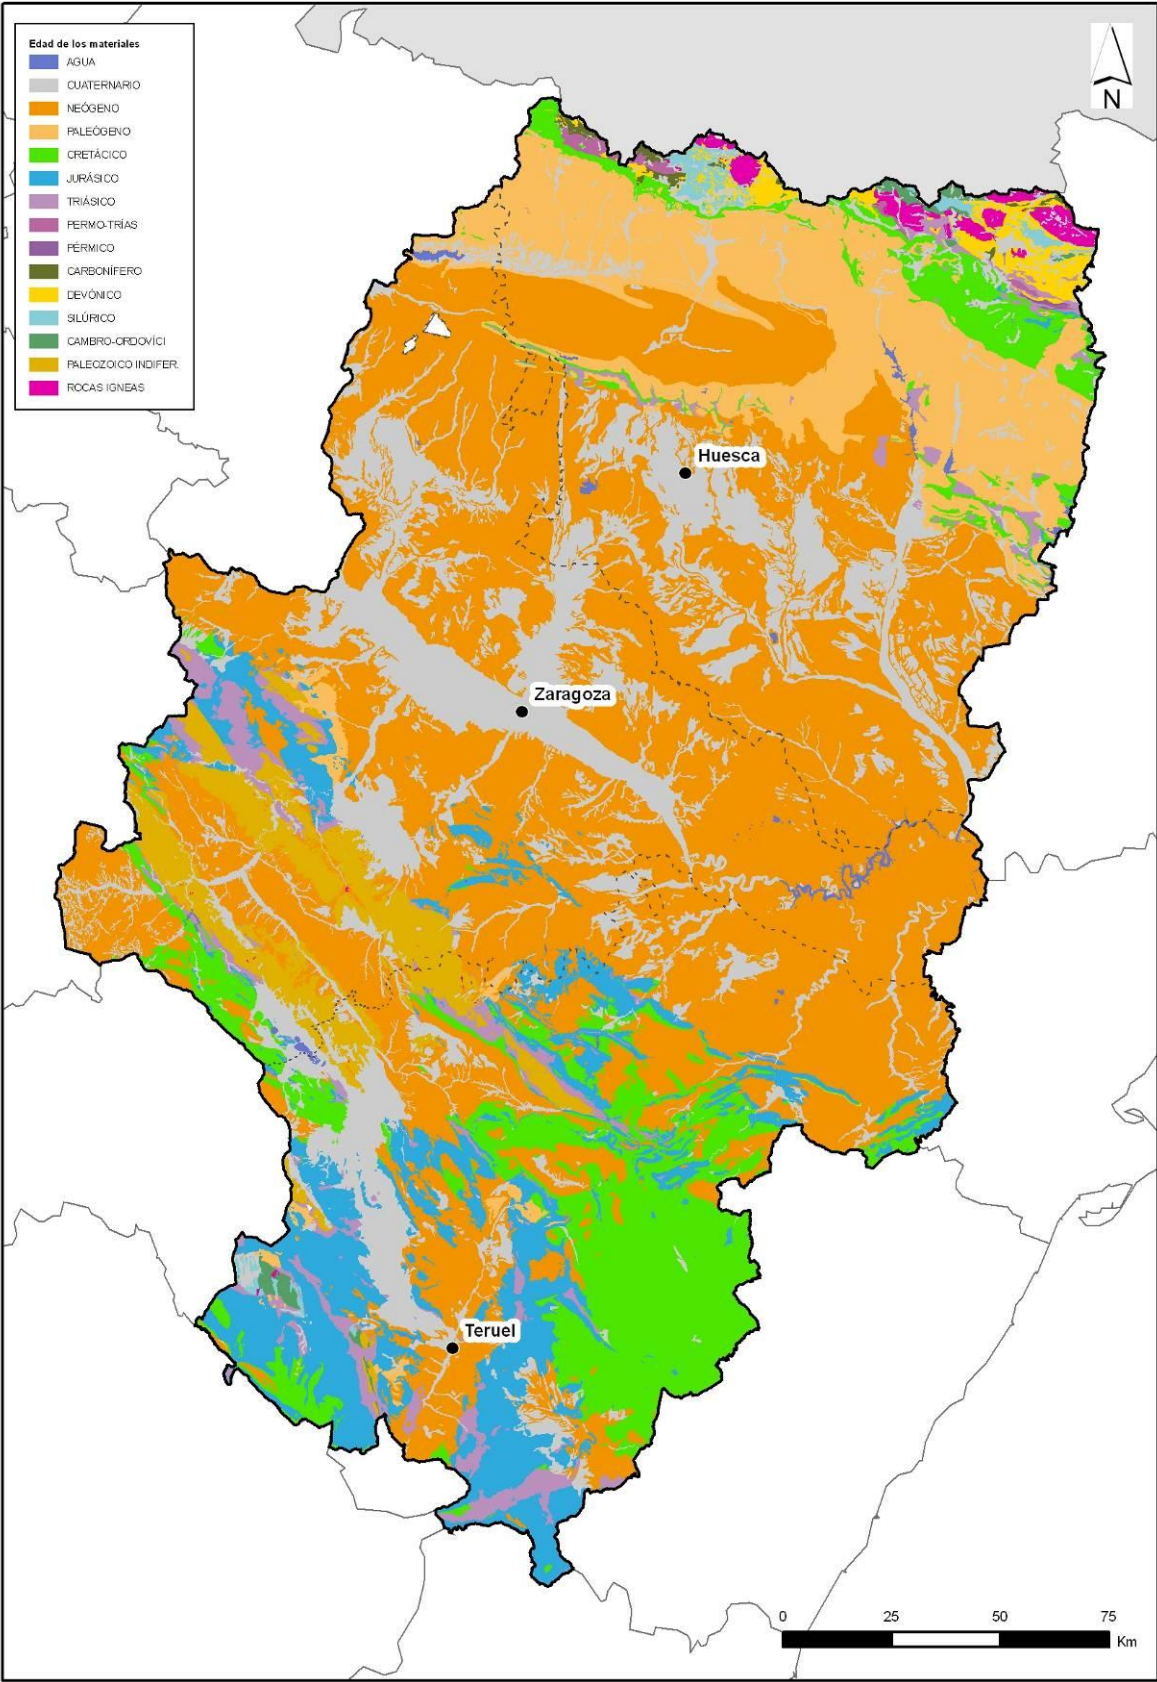 Edad de los materiales
AGUA
CUATERNARIO
NEÓGENO
PALEÓGENO
CRETÁCICO
JURÁSICO
TRIÁSICO
PERMO-TRÍAS
PÉRMICO
CARBONÍFERO
DEVÓNICO
SILÚRICO
CAMBRO-ORDOVÍCI
PALEOZOICO INDIFER.
ROCAS IGNEAS
N
Huesca
Zaragoza
Teruel
0 25 50 75
Km